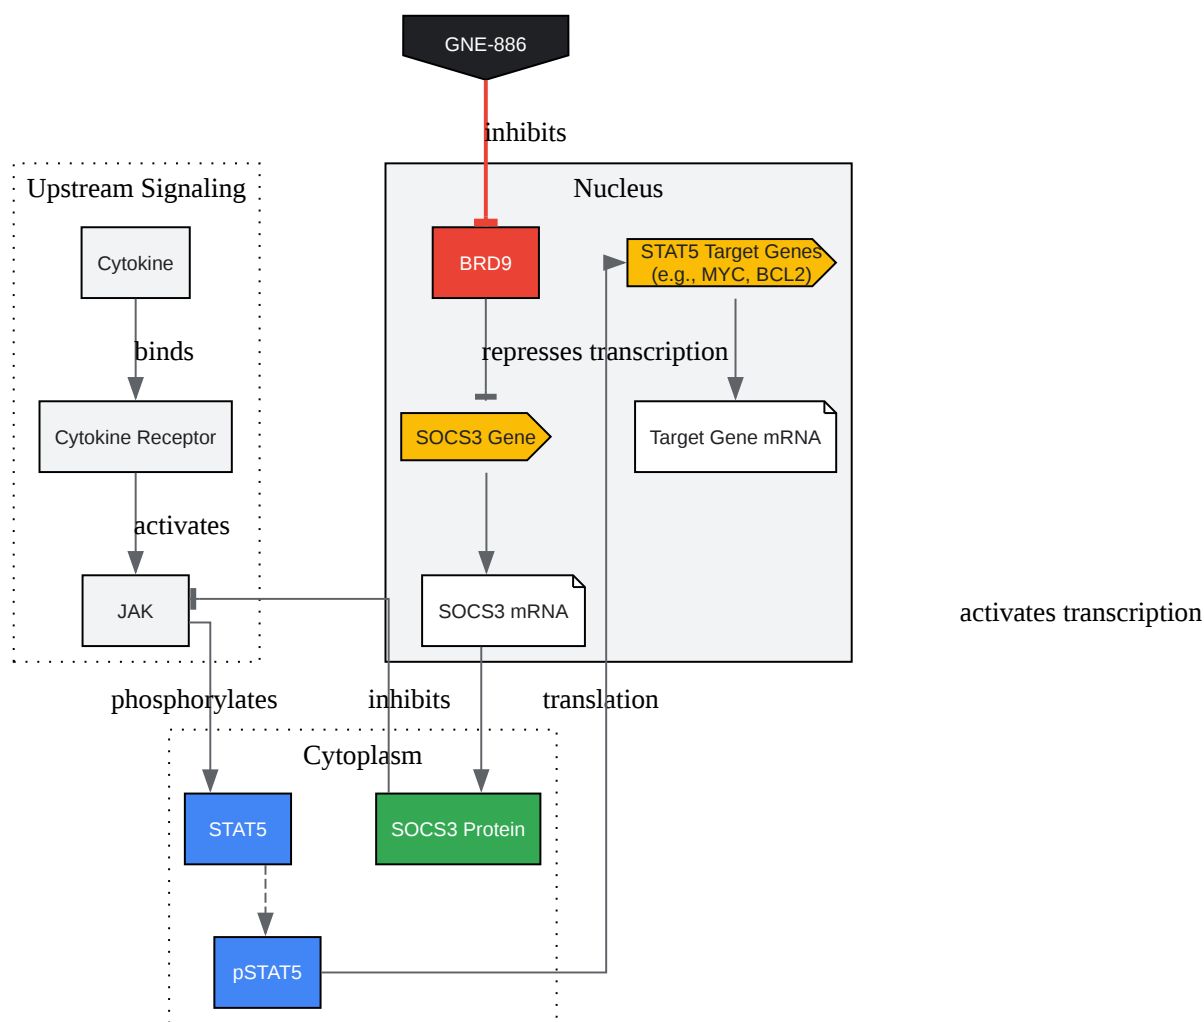 GNE-886
inhibits
Upstream Signaling
Nucleus
Cytokine
BRD9
STAT5 Target Genes
(e.g., MYC, BCL2)
binds
represses transcription
Cytokine Receptor
SOCS3 Gene
Target Gene mRNA
activates
JAK
SOCS3 mRNA
activates transcription
phosphorylates
inhibits
translation
Cytoplasm
STAT5
SOCS3 Protein
pSTAT5